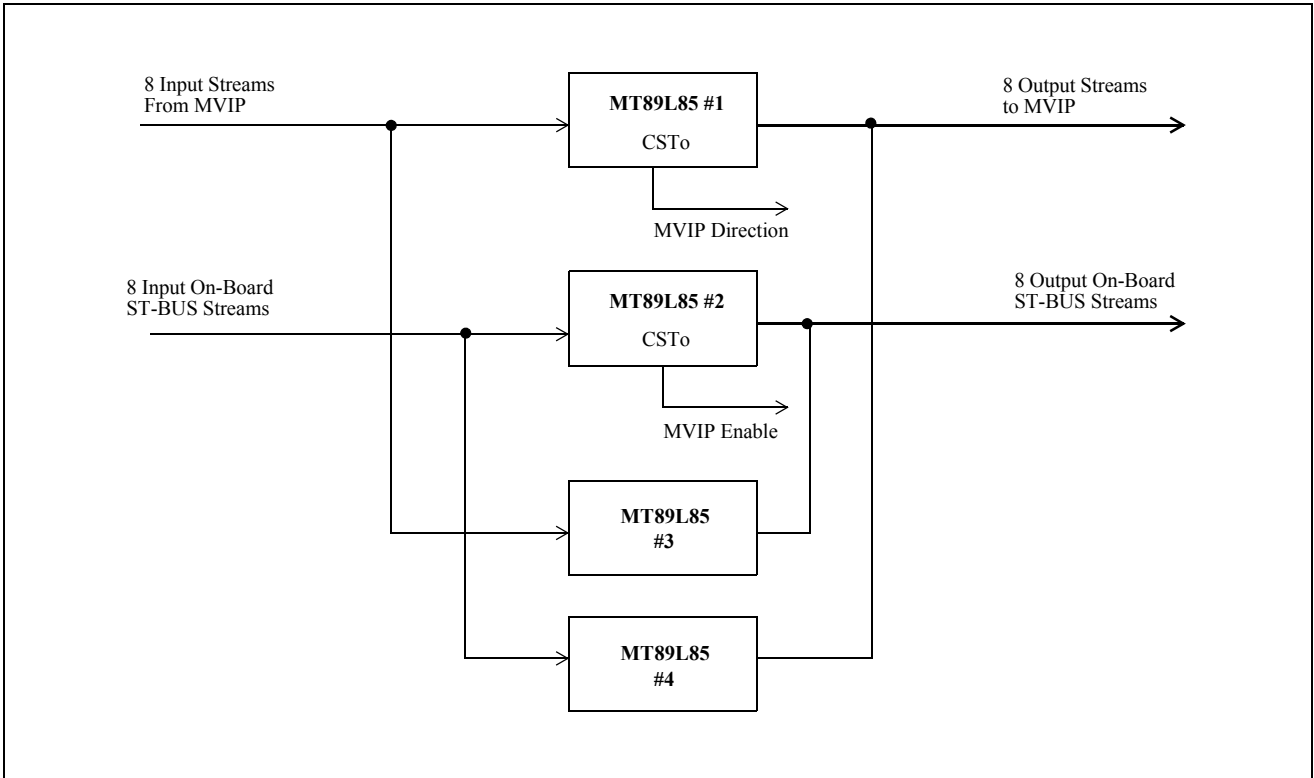 8 Input Streams
From MVIP
MT89L85 #1
CSTo
8 Output Streams
to MVIP
MVIP Direction
8 Input On-Board
ST-BUS Streams
MT89L85 #2
CSTo
8 Output On-Board
ST-BUS Streams
MVIP Enable
MT89L85
#3
MT89L85
#4